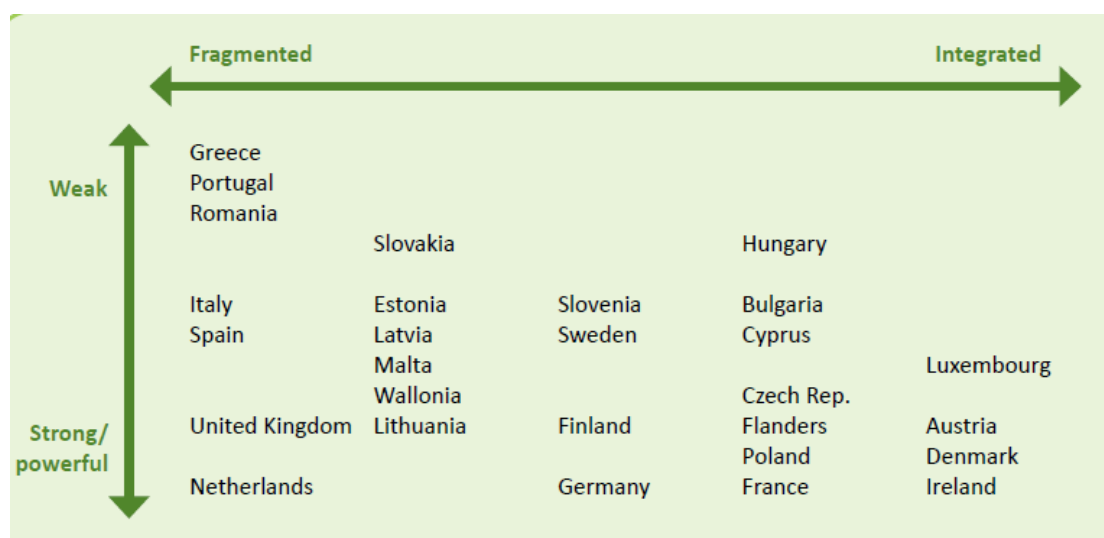 Fragmented Integrated
Greece
Weak Portugal
Romania
Slovakia Hungary
Italy Estonia Slovenia Bulgaria
Spain Latvia Sweden Cyprus
Malta Luxembourg
Wallonia Czech Rep.
Strong/ United Kingdom Lithuania Finland Flanders Austria
powerful Poland Denmark
Netherlands Germany France Ireland